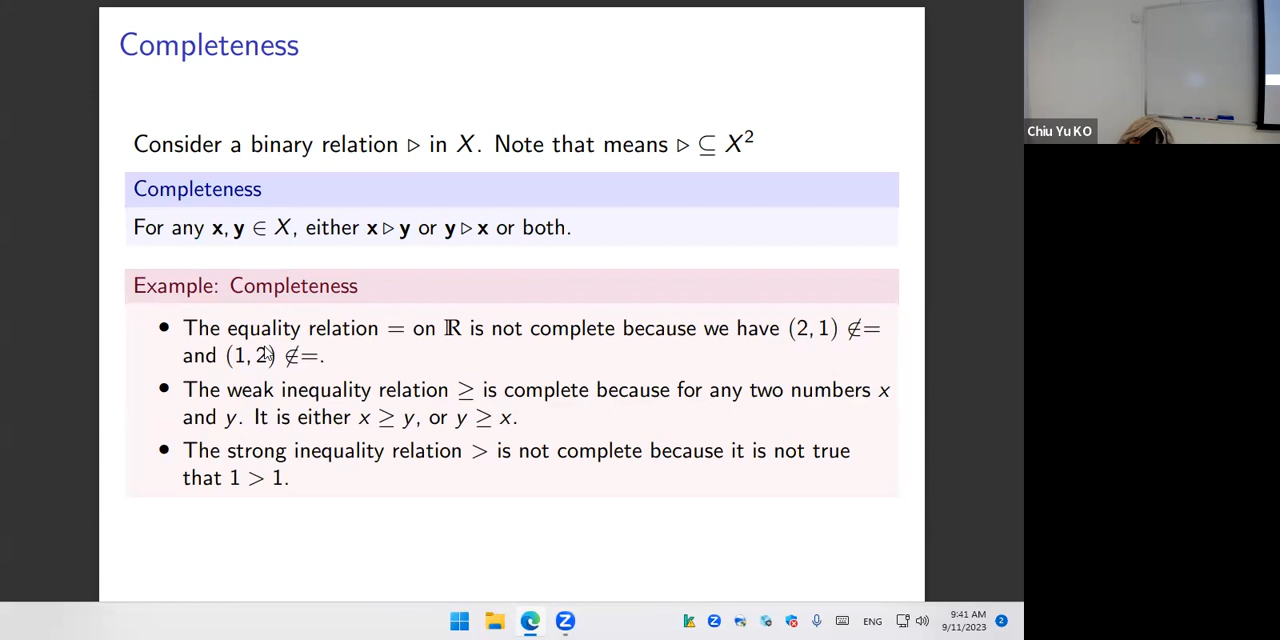 Completeness
Consider a binary relation ▷ in X. Note that means ▷ ⊆ X²
Completeness
For any x, y ∈ X, either x ▷ y or y ▷ x or both.
Example: Completeness
• The equality relation = on ℝ is not complete because we have (2, 1) ∉=
and (1, 2) ∉=.
• The weak inequality relation ≥ is complete because for any two numbers x
and y. It is either x ≥ y, or y ≥ x.
• The strong inequality relation > is not complete because it is not true
that 1 > 1.
Chiu Yu KO
ENG
9:41 AM
9/11/2023
2